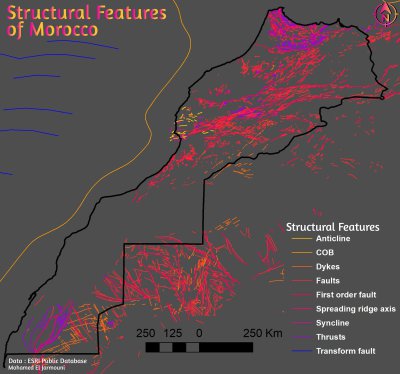 Structural Features
of Morocco
Structural Features
Anticline
COB
Dykes
Faults
First order fault
Spreading ridge axis
Syncline
Thrusts
Transform fault
250 125 0 250 Km
Data : ESRI Public Database
Mohamed El Jarmouni